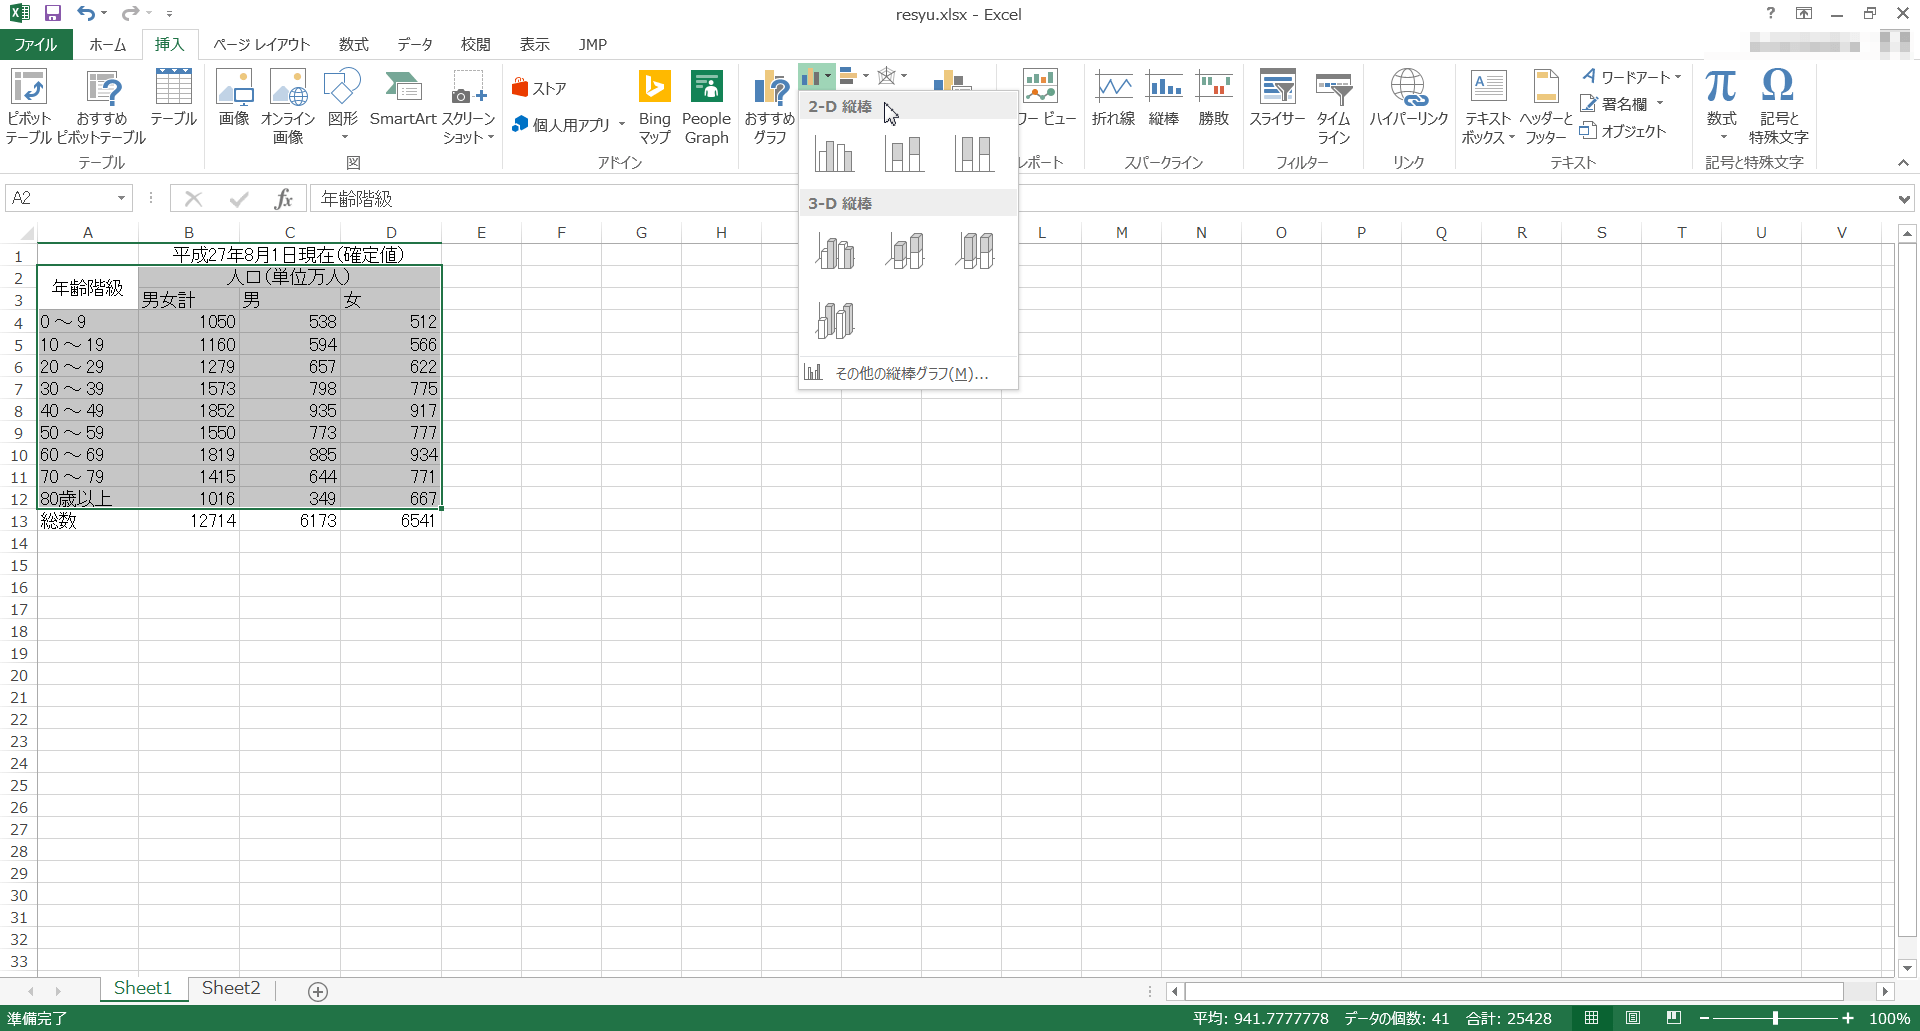 resyu.xlsx - Excel
?
ファイル ホーム 挿入 ページ レイアウト 数式 データ 校閲 表示 JMP
ピボット
テーブル
おすすめ
ピボットテーブル
テーブル
テーブル
画像
オンライン
画像
図形
SmartArt
スクリーン
ショット
図
ストア
個人用アプリ
Bing
マップ
People
Graph
アドイン
おすすめ
グラフ
ワー ビュー
レポート
折れ線
縦棒
勝敗
スパークライン
スライサー
タイム
ライン
フィルター
ハイパーリンク
リンク
テキスト
ボックス
ヘッダーと
フッター
ワードアート
署名欄
オブジェクト
テキスト
π
数式
Ω
記号と
特殊文字
記号と特殊文字
2-D 縦棒
3-D 縦棒
その他の縦棒グラフ(M)...
A2
fx
年齢階級
A B C D E F G H L M N O P Q R S T U V
1 平成27年8月1日現在(確定値)
2 年齢階級 人口(単位万人)
3 男女計 男 女
4 0 ～ 9 1050 538 512
5 10 ～ 19 1160 594 566
6 20 ～ 29 1279 657 622
7 30 ～ 39 1573 798 775
8 40 ～ 49 1852 935 917
9 50 ～ 59 1550 773 777
10 60 ～ 69 1819 885 934
11 70 ～ 79 1415 644 771
12 80歳以上 1016 349 667
13 総数 12714 6173 6541
14
15
16
17
18
19
20
21
22
23
24
25
26
27
28
29
30
31
32
33
Sheet1 Sheet2
準備完了 平均: 941.7777778 データの個数: 41 合計: 25428 100%